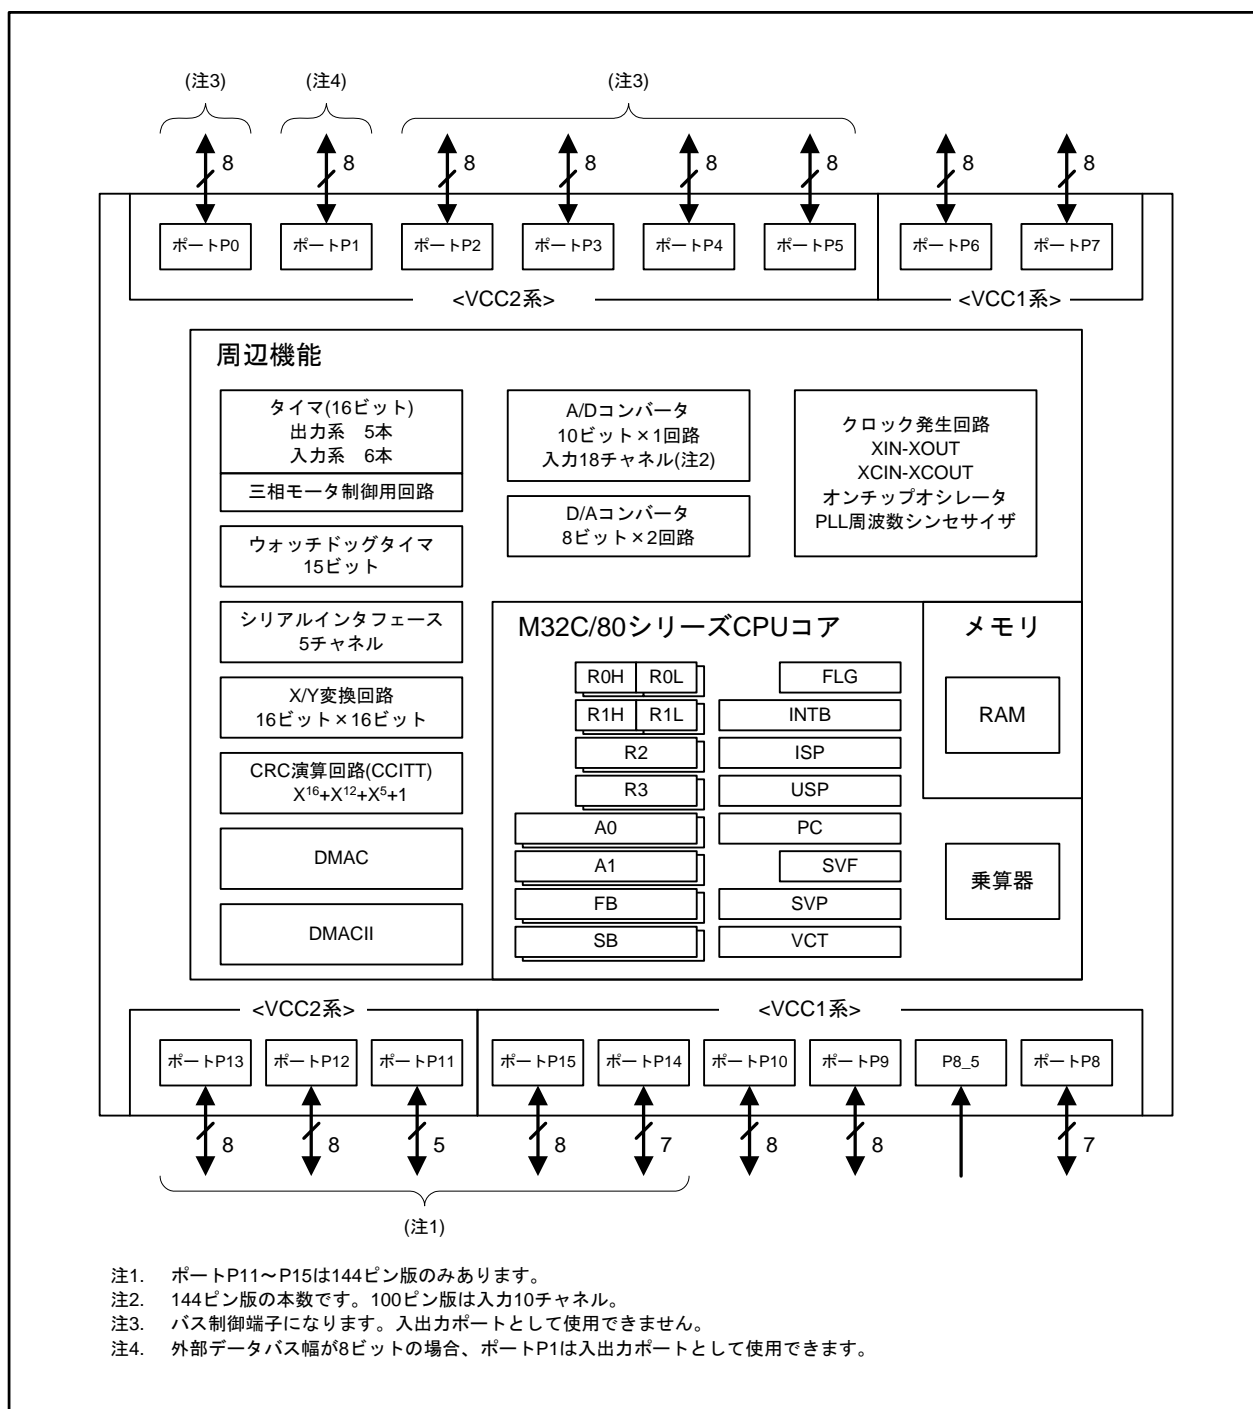 (注3)
(注4)
(注3)
8
8
8
8
8
8
8
8
ポートP0
ポートP1
ポートP2
ポートP3
ポートP4
ポートP5
ポートP6
ポートP7
<VCC2系>
<VCC1系>
周辺機能
タイマ(16ビット)
出力系 5本
入力系 6本
三相モータ制御用回路
ウォッチドッグタイマ
15ビット
シリアルインタフェース
5チャネル
X/Y変換回路
16ビット×16ビット
CRC演算回路(CCITT)
X¹⁶+X¹²+X⁵+1
DMAC
DMACII
A/Dコンバータ
10ビット×1回路
入力18チャネル(注2)
D/Aコンバータ
8ビット×2回路
クロック発生回路
XIN-XOUT
XCIN-XCOUT
オンチップオシレータ
PLL周波数シンセサイザ
M32C/80シリーズCPUコア
R0H R0L
R1H R1L
R2
R3
A0
A1
FB
SB
FLG
INTB
ISP
USP
PC
SVF
SVP
VCT
メモリ
RAM
乗算器
<VCC2系>
<VCC1系>
ポートP13
ポートP12
ポートP11
ポートP15
ポートP14
ポートP10
ポートP9
P8_5
ポートP8
8
8
5
8
7
8
8
7
(注1)
注1. ポートP11～P15は144ピン版のみあります。
注2. 144ピン版の本数です。100ピン版は入力10チャネル。
注3. バス制御端子になります。入出力ポートとして使用できません。
注4. 外部データバス幅が8ビットの場合、ポートP1は入出力ポートとして使用できます。